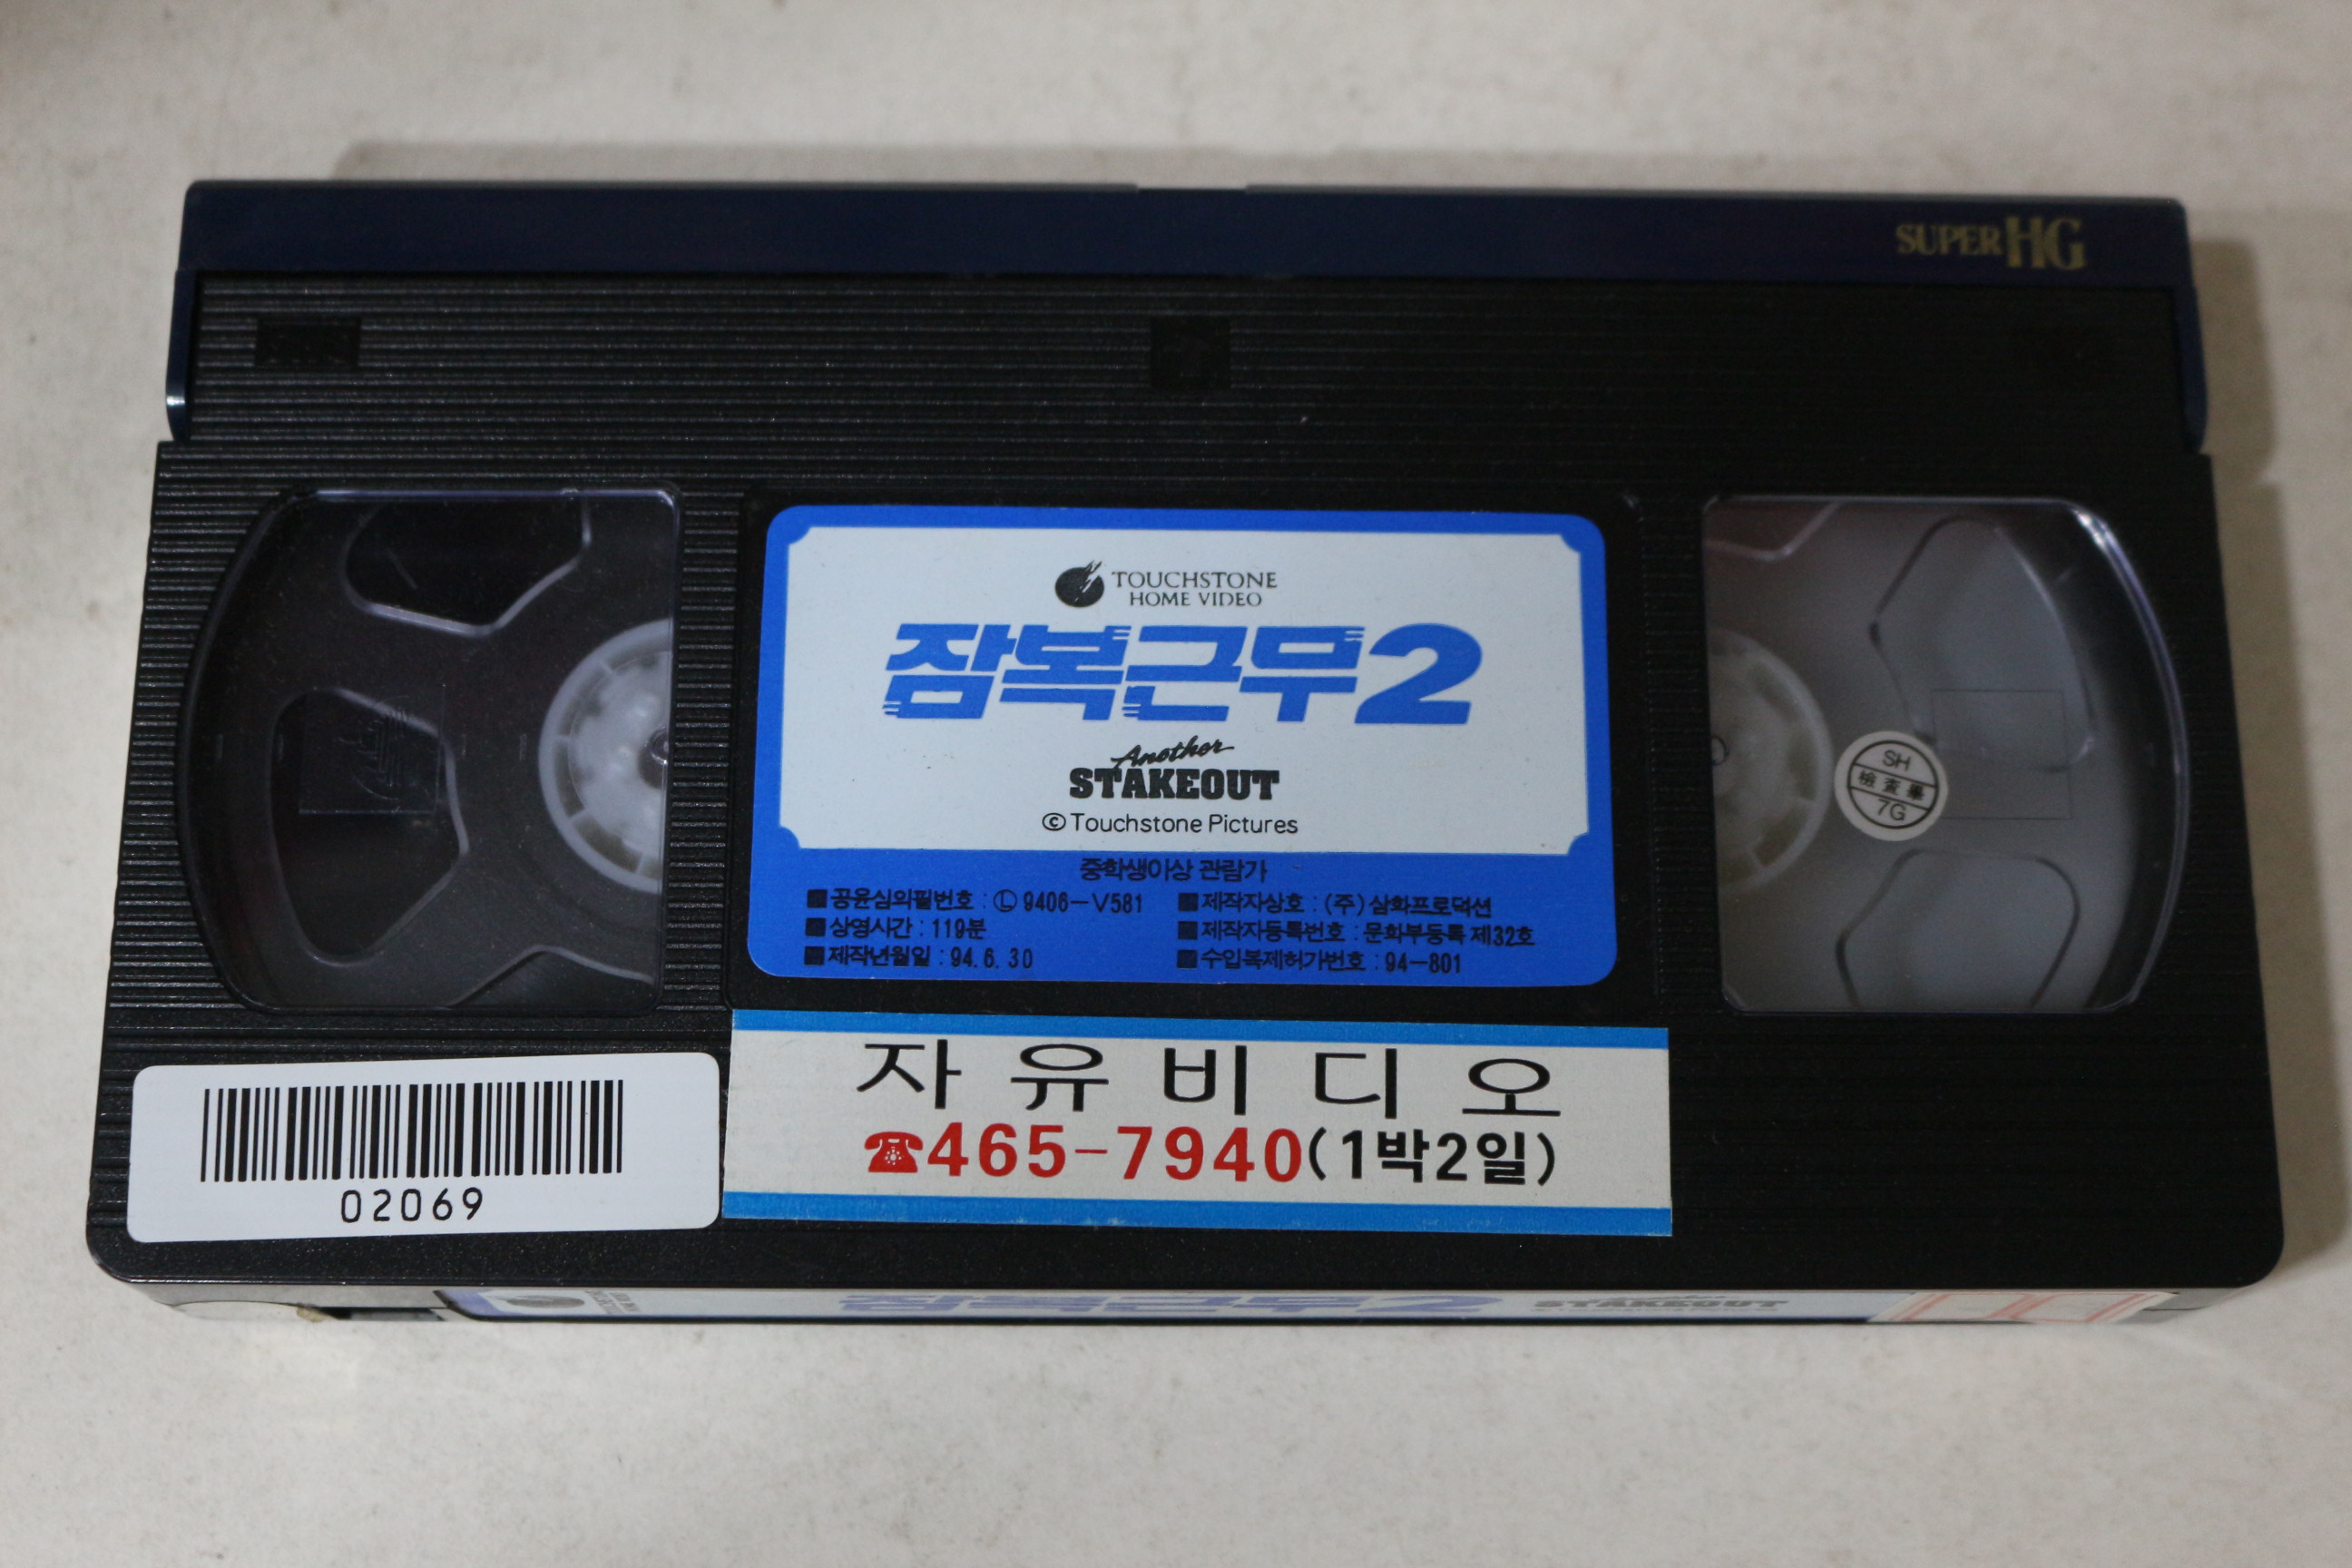 SUPER HG
TOUCHSTONE
HOME VIDEO
잠복근무2
Another
STAKEOUT
©Touchstone Pictures
중학생이상 관람가
■공윤심의필번호 : Ⓛ 9406-V581
■상영시간 : 119분
■제작년월일 : 94. 6. 30
■제작자상호 : (주)삼화프로덕션
■제작자등록번호 : 문화부등록 제32호
■수입복제허가번호 : 94-801
SH
檢査畢
7G
자유비디오
☎465-7940(1박2일)
02069
잠복근무2
STAKEOUT